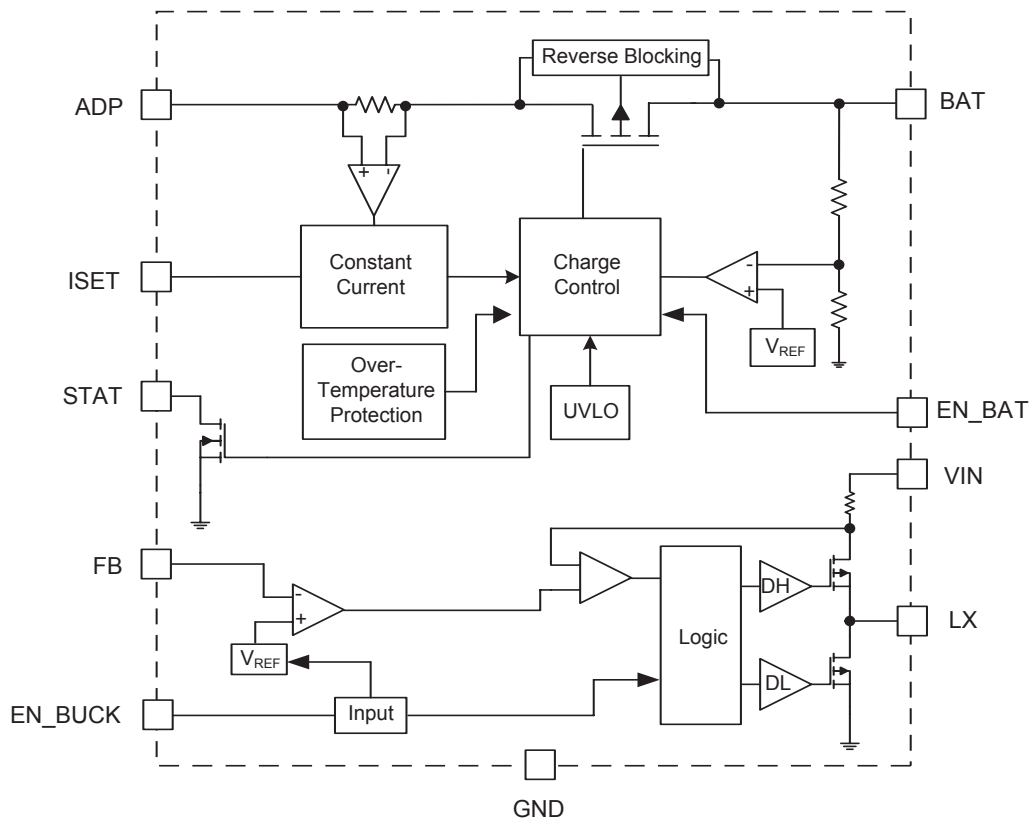 Reverse Blocking
ADP
BAT
+ -
ISET
Constant
Current
Charge
Control
-
+
VREF
Over-
Temperature
Protection
UVLO
STAT
EN_BAT
VIN
FB
-
+
VREF
Logic
DH
LX
DL
EN_BUCK
Input
GND